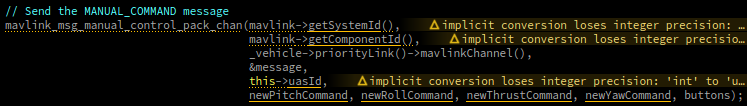 // Send the MANUAL_COMMAND message
mavlink_msg_manual_control_pack_chan(mavlink->getSystemId(), implicit conversion loses integer precision: …
mavlink->getComponentId(), implicit conversion loses integer precisio…
_vehicle->priorityLink()->mavlinkChannel(),
&message,
this->uasId, implicit conversion loses integer precision: 'int' to 'u…
newPitchCommand, newRollCommand, newThrustCommand, newYawCommand, buttons);